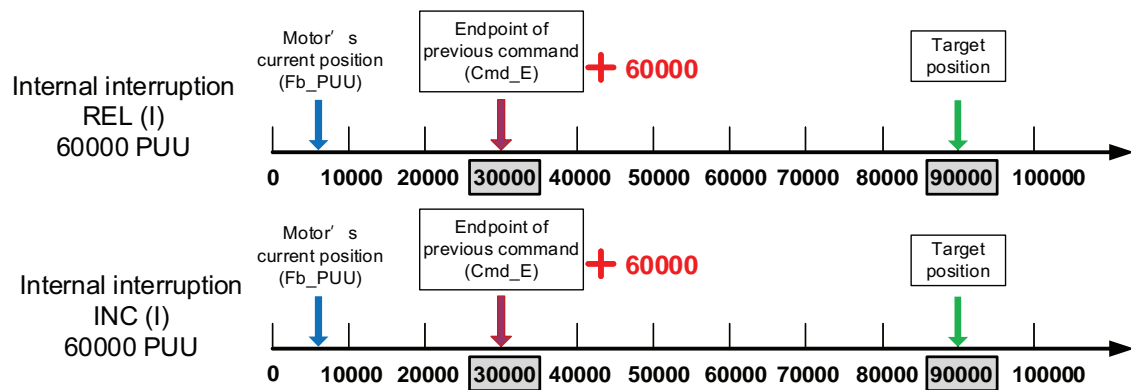 Internal interruption
REL (I)
60000 PUU
Motor’s
current position
(Fb_PUU)
Endpoint of
previous command
(Cmd_E)
+ 60000
Target
position
0 10000 20000 30000 40000 50000 60000 70000 80000 90000 100000
Internal interruption
INC (I)
60000 PUU
Motor’s
current position
(Fb_PUU)
Endpoint of
previous command
(Cmd_E)
+ 60000
Target
position
0 10000 20000 30000 40000 50000 60000 70000 80000 90000 100000